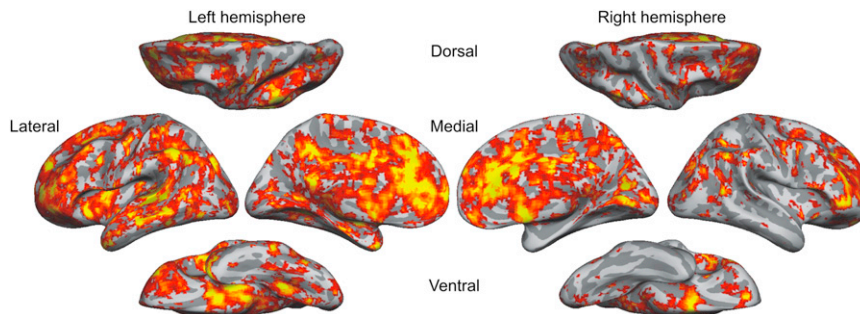 Left hemisphere
Right hemisphere
Dorsal
Lateral
Medial
Ventral